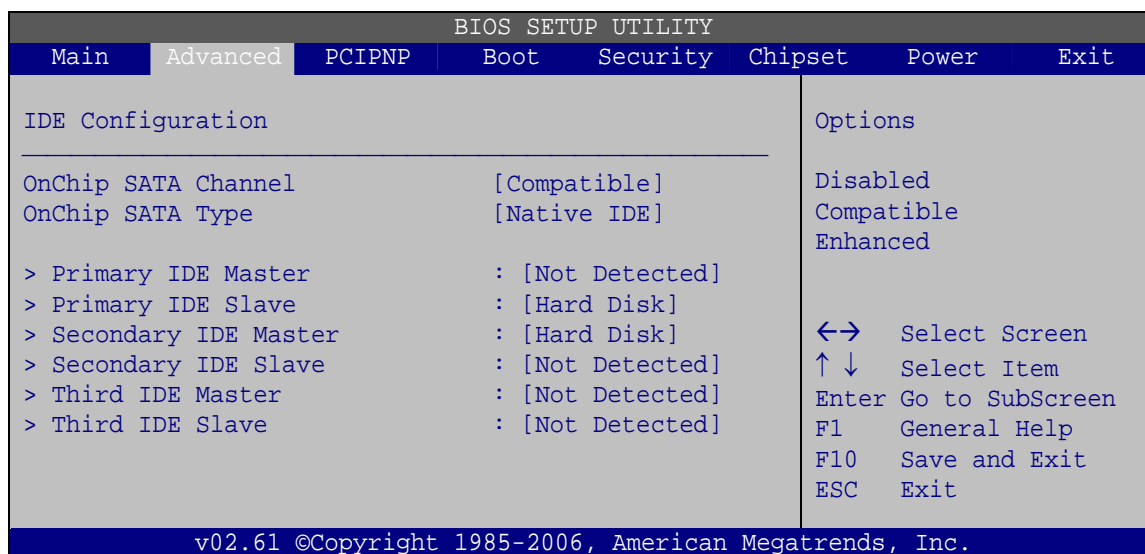 BIOS SETUP UTILITY
Main Advanced PCIPNP Boot Security Chipset Power Exit
IDE Configuration
OnChip SATA Channel [Compatible]
OnChip SATA Type [Native IDE]
> Primary IDE Master : [Not Detected]
> Primary IDE Slave : [Hard Disk]
> Secondary IDE Master : [Hard Disk]
> Secondary IDE Slave : [Not Detected]
> Third IDE Master : [Not Detected]
> Third IDE Slave : [Not Detected]
Options
Disabled
Compatible
Enhanced
←→ Select Screen
↑ ↓ Select Item
Enter Go to SubScreen
F1 General Help
F10 Save and Exit
ESC Exit
v02.61 ©Copyright 1985-2006, American Megatrends, Inc.